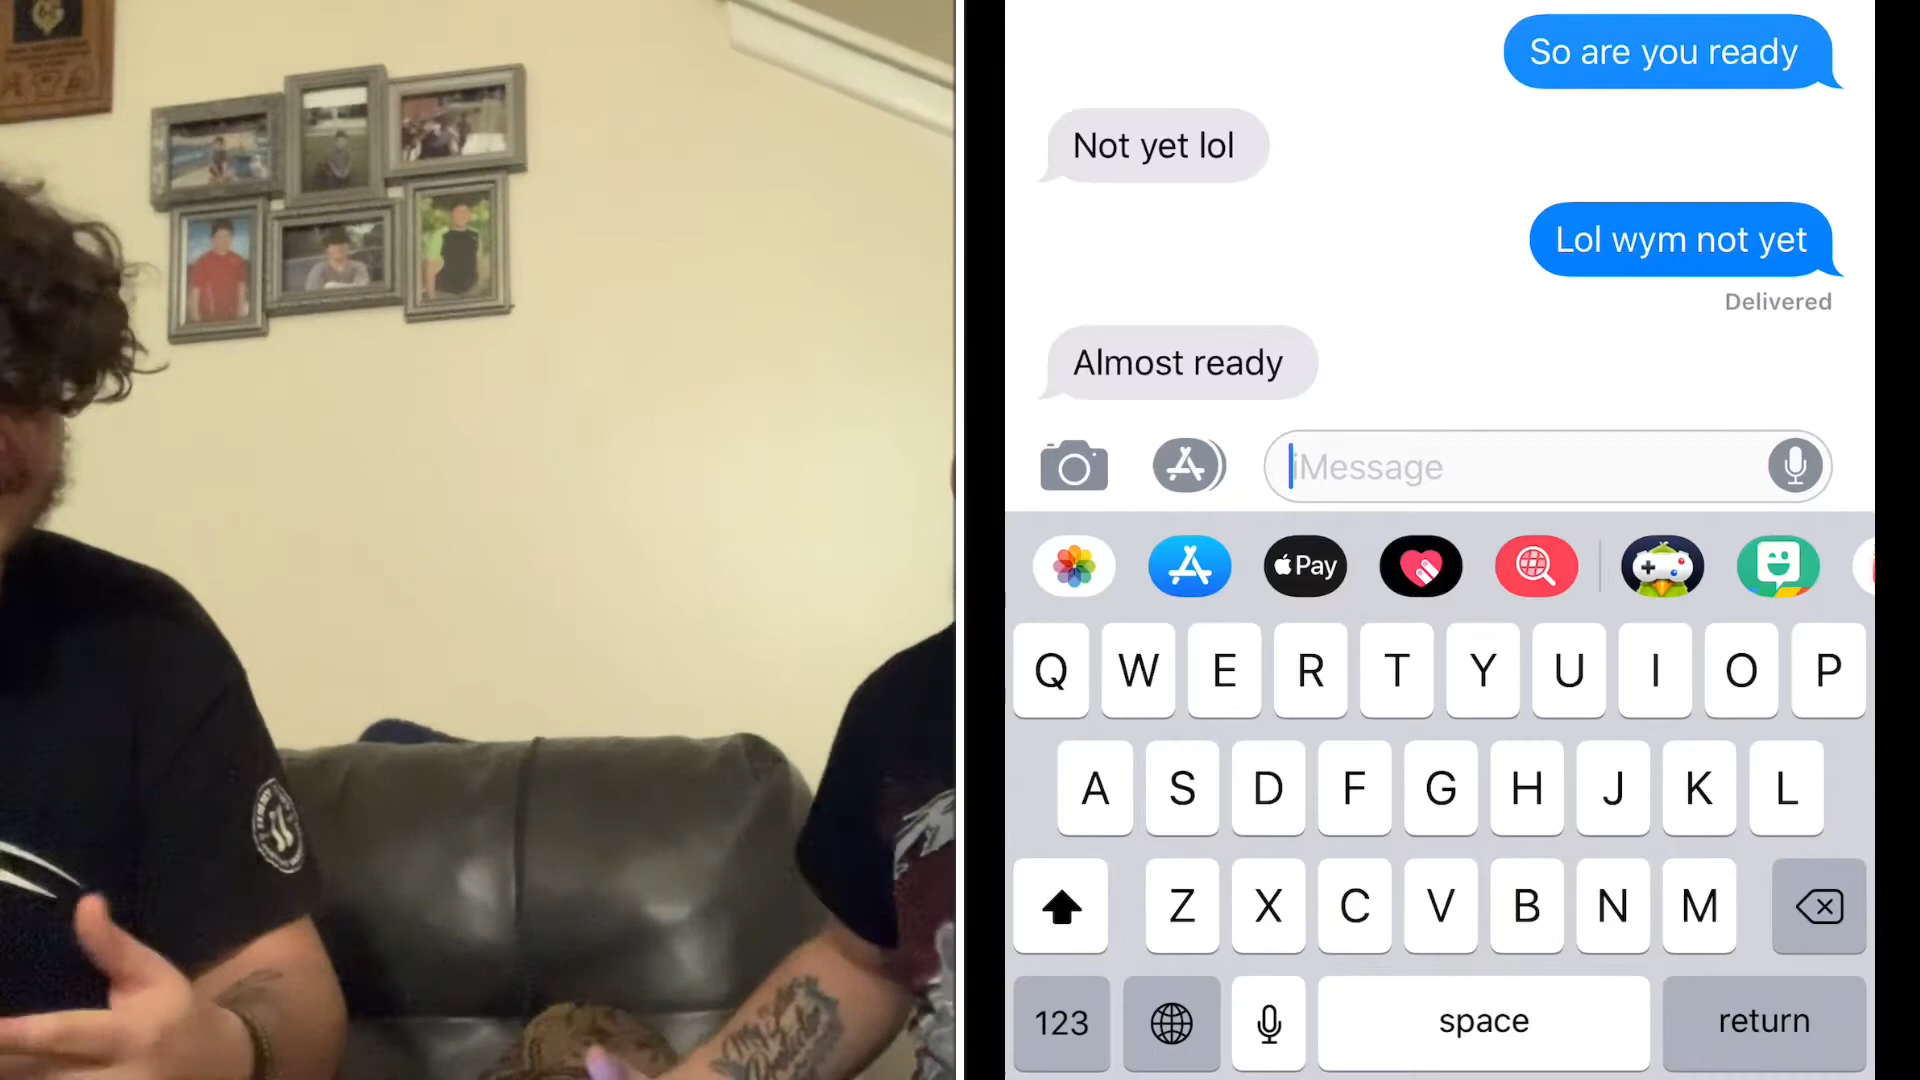 So are you ready
Not yet lol
Lol wym not yet
Delivered
Almost ready
iMessage
Pay
Q W E R T Y U I O P
A S D F G H J K L
Z X C V B N M
123
space
return